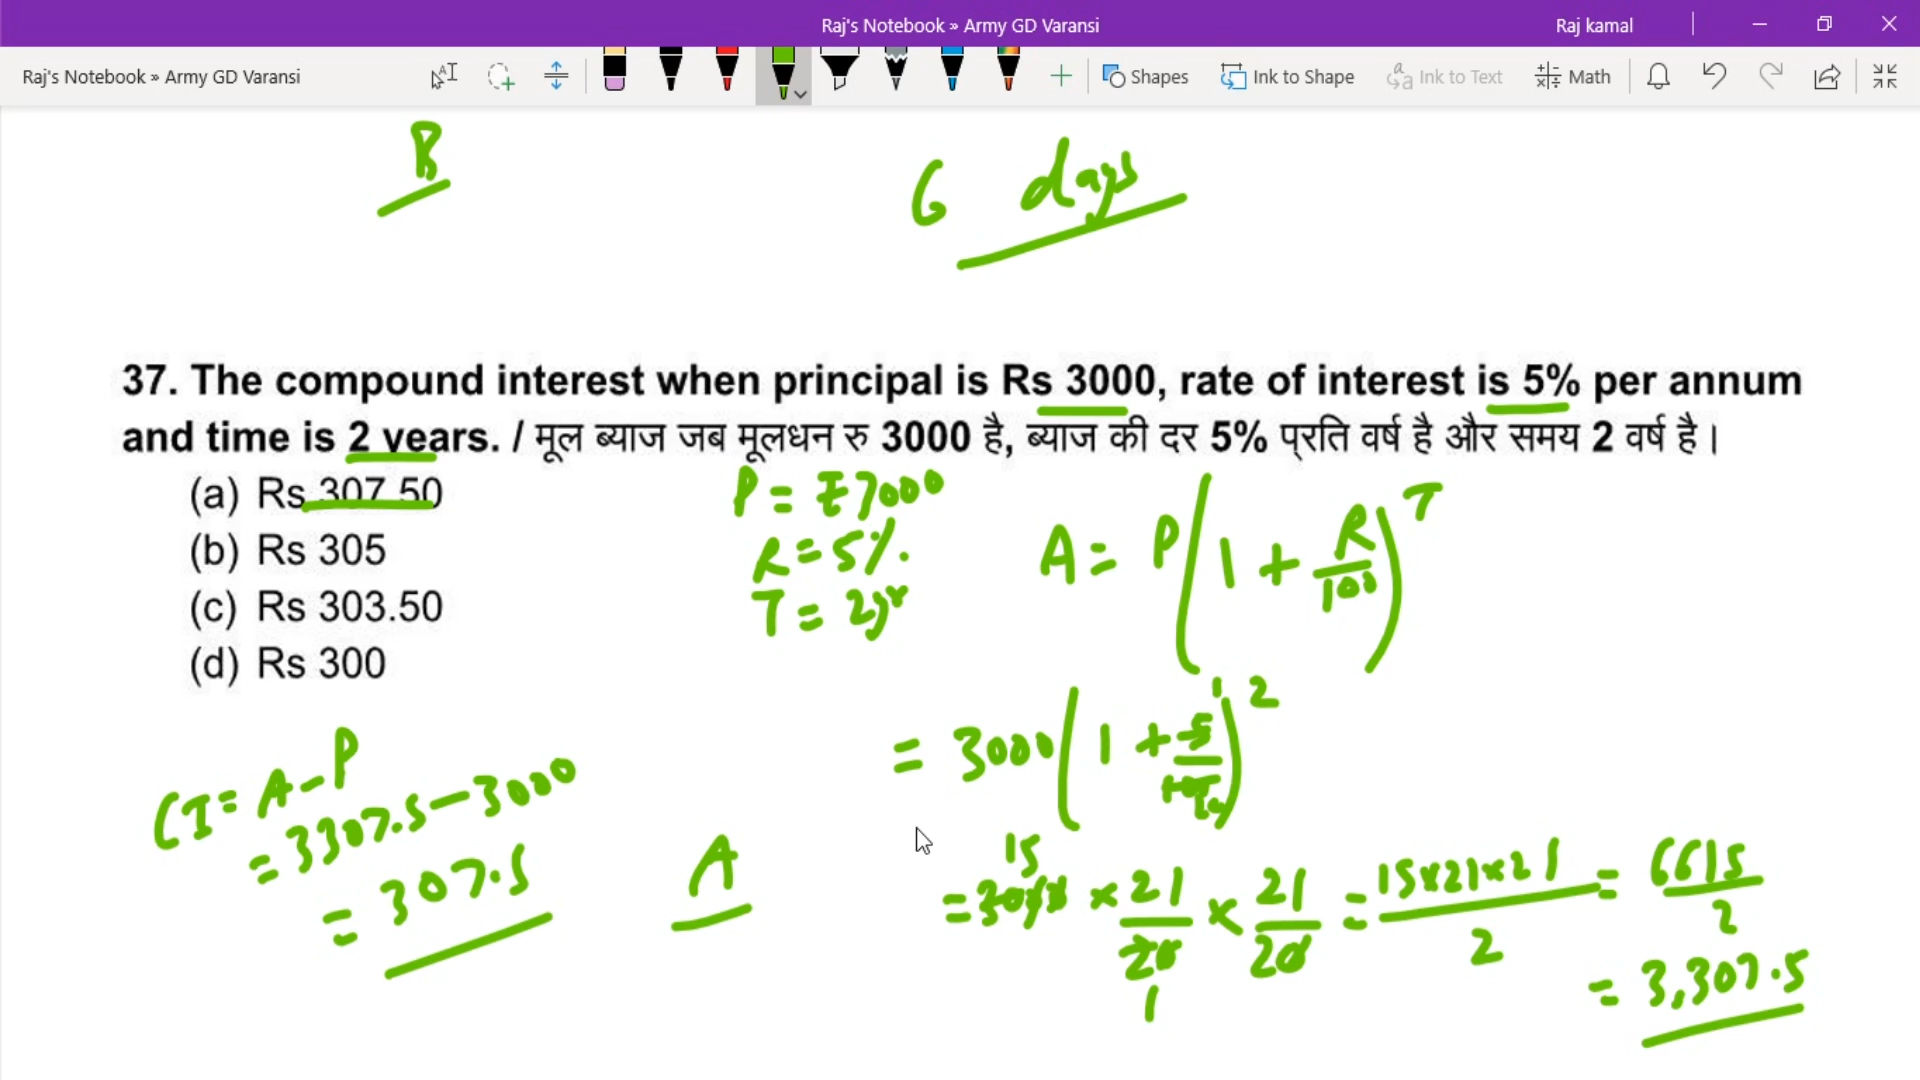 Raj's Notebook » Army GD Varansi
Raj kamal
Raj's Notebook » Army GD Varansi
Shapes
Ink to Shape
Ink to Text
Math
B
6 days
37. The compound interest when principal is Rs 3000, rate of interest is 5% per annum
and time is 2 years. / मूल ब्याज जब मूलधन रु 3000 है, ब्याज की दर 5% प्रति वर्ष है और समय 2 वर्ष है।
(a) Rs 307.50
(b) Rs 305
(c) Rs 303.50
(d) Rs 300
P = ₹7000
R = 5%.
T = 2yr
A = P(1 + R/100)^T
= 3000(1 + 5/100)^2
1
20
15
= 3000 × 21/20 × 21/20 = 15×21×21/2 = 6615/2
1
= 3,307.5
CI = A - P
= 3307.5 - 3000
= 307.5
A